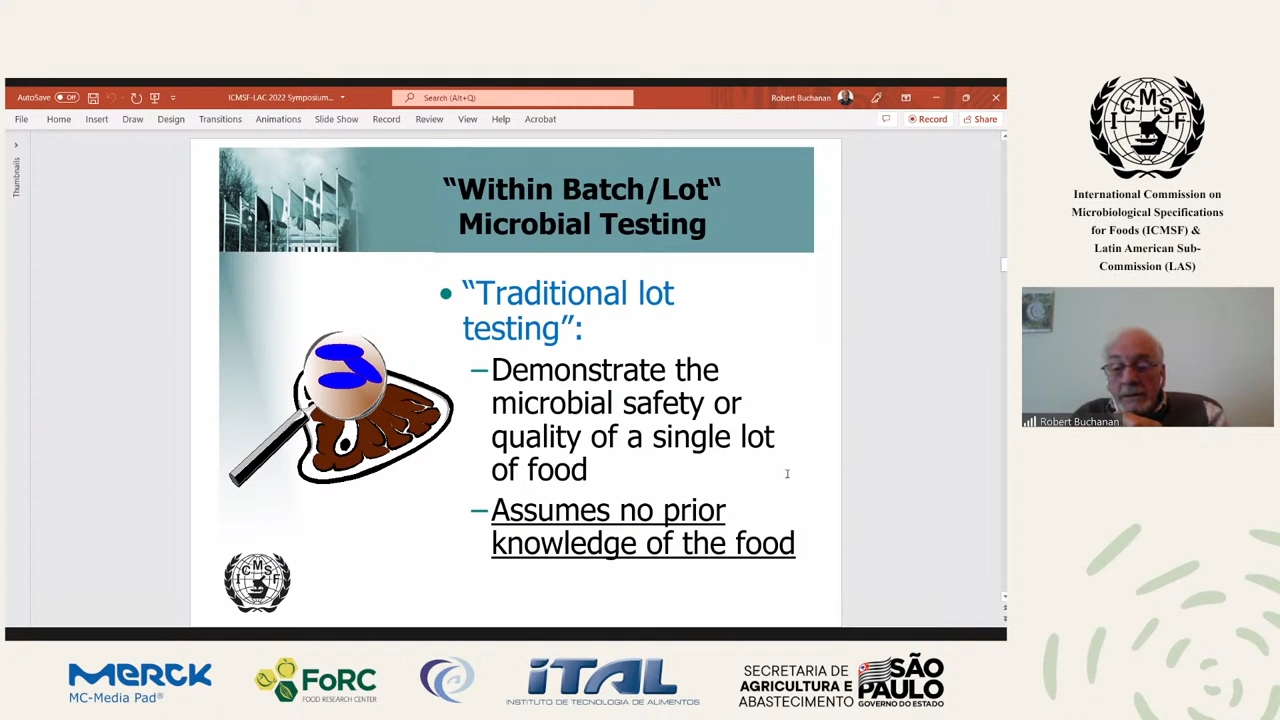 AutoSave Off
ICMSF-LAC 2022 Symposium...
Search (Alt+Q)
Robert Buchanan
File Home Insert Draw Design Transitions Animations Slide Show Record Review View Help Acrobat
Record Share
Thumbnails
“Within Batch/Lot“
Microbial Testing
• “Traditional lot
testing”:
–Demonstrate the
microbial safety or
quality of a single lot
of food
–Assumes no prior
knowledge of the food
ICMSF
ICMSF
International Commission on
Microbiological Specifications
for Foods (ICMSF) &
Latin American Sub-
Commission (LAS)
Robert Buchanan
MERCK
MC-Media Pad®
FoRC
FOOD RESEARCH CENTER
iTAL
INSTITUTO DE TECNOLOGIA DE ALIMENTOS
SECRETARIA DE
AGRICULTURA E
ABASTECIMENTO
SÃO
PAULO
GOVERNO DO ESTADO